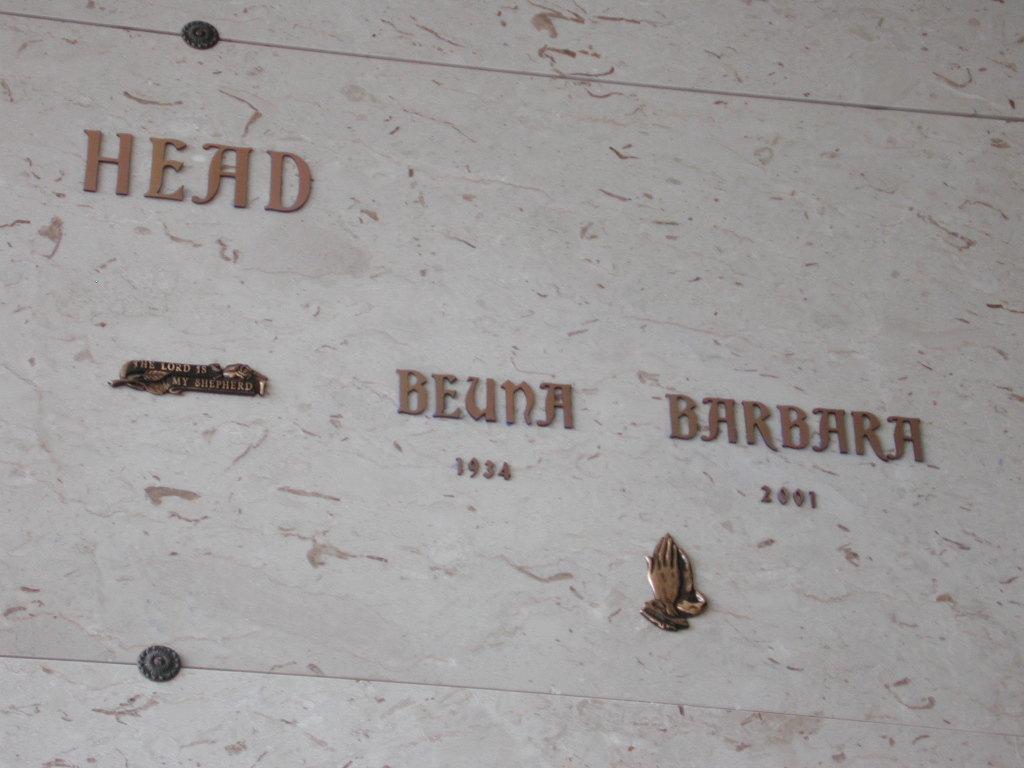 HEAD
THE LORD IS
MY SHEPHERD
BEUNA BARBARA
1934 2001